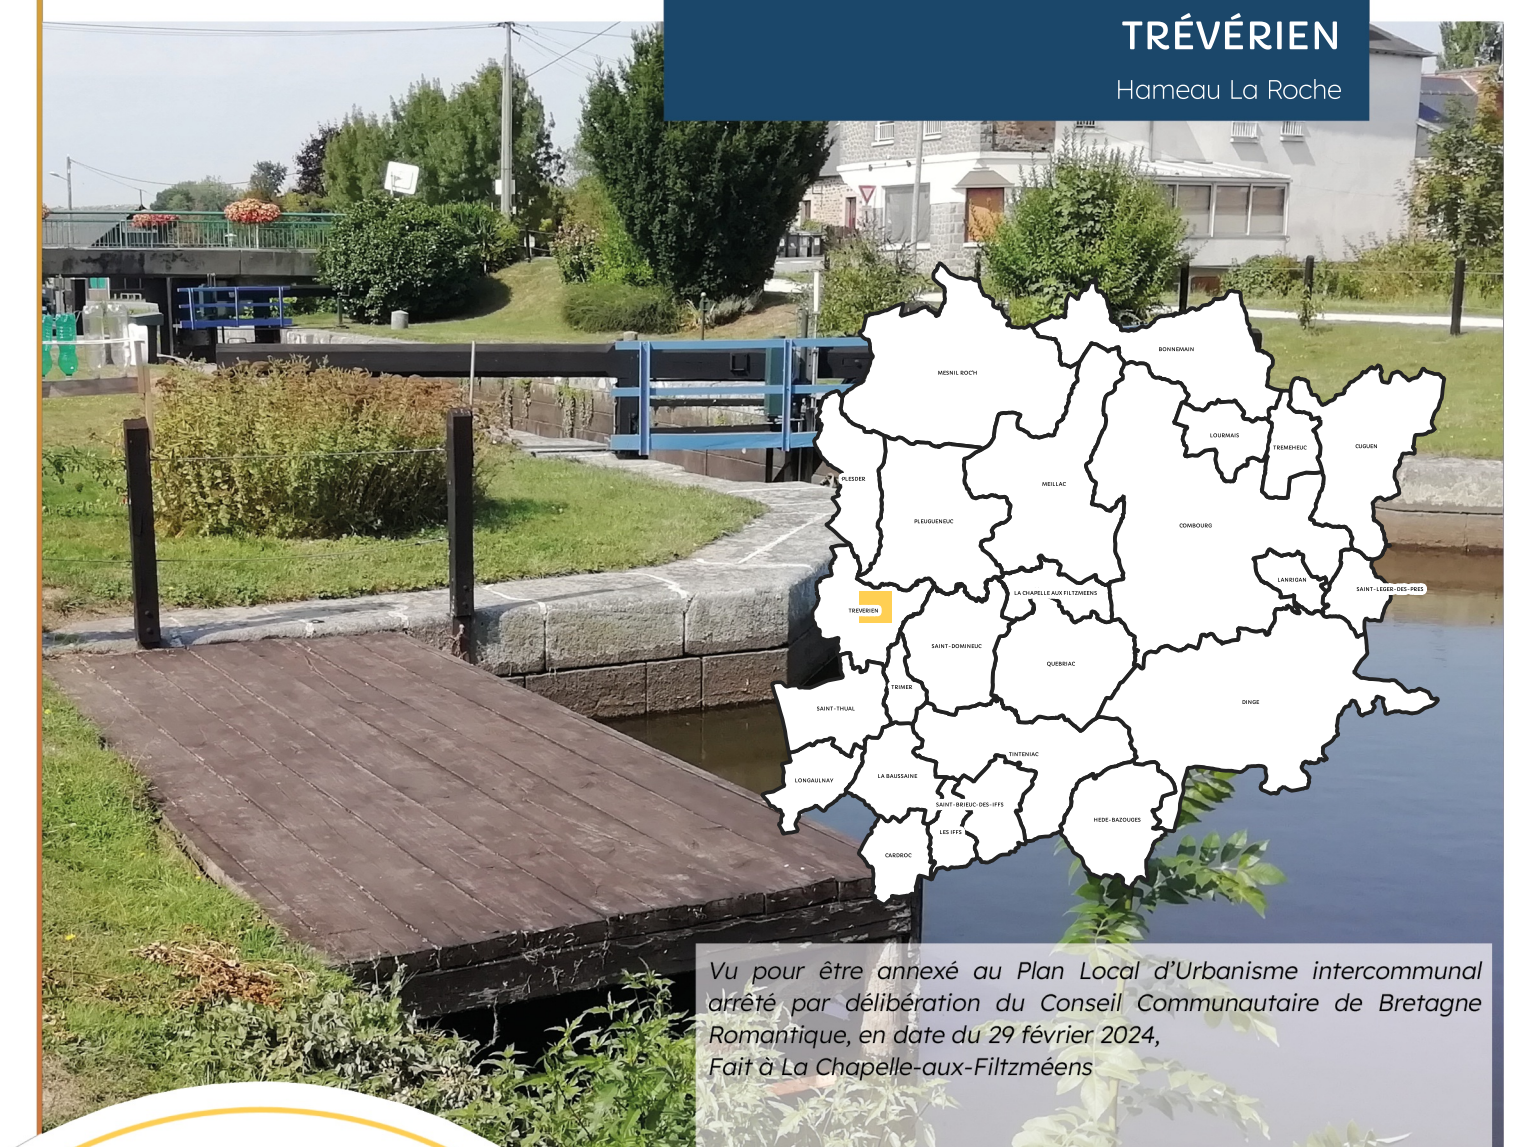 TRÉVÉRIEN
Hameau La Roche
BONNEMAIN
MESNIL ROC'H
LOURMAIS
TREMEHEUC
CUGUEN
PLESDER
MEILLAC
PLEUGUENEUC
COMBOURG
LANRIGAN
SAINT-LEGER-DES-PRES
LA CHAPELLE AUX FILTZMEENS
TREVERIEN
SAINT-DOMINEUC
QUEBRIAC
TRIMER
DINGE
SAINT-THUAL
TINTENIAC
LA BAUSSAINE
LONGAULNAY
SAINT-BRIEUC-DES-IFFS
HEDE-BAZOUGES
LES IFFS
CARDROC
Vu pour être annexé au Plan Local d’Urbanisme intercommunal
arrêté par délibération du Conseil Communautaire de Bretagne
Romantique, en date du 29 février 2024,
Fait à La Chapelle-aux-Filtzméens